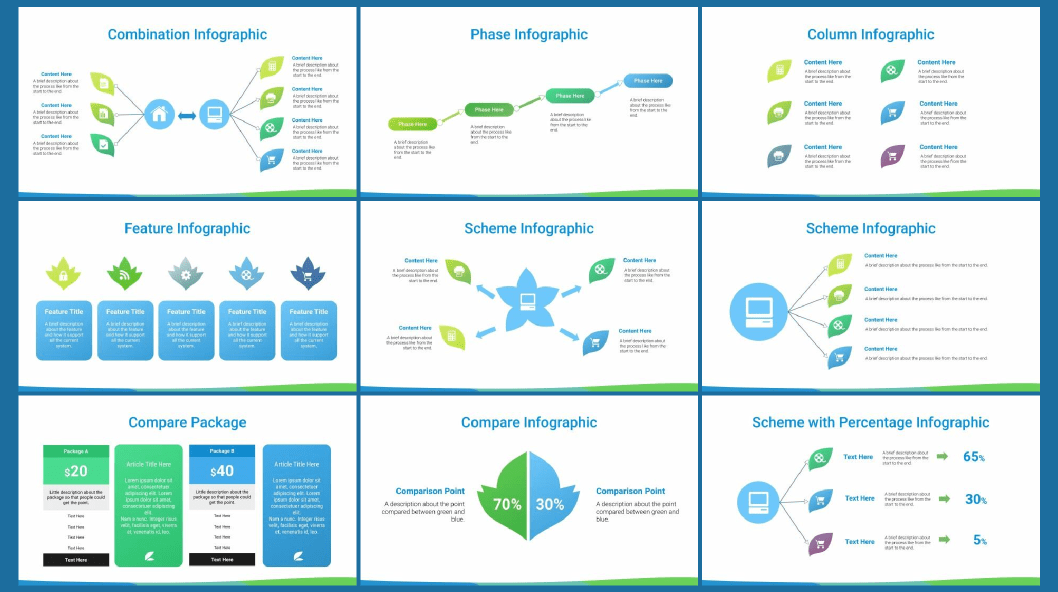 Combination Infographic
Content Here
A brief description about
the process like from the
start to the end.
Content Here
A brief description about
the process like from the
start to the end.
Content Here
A brief description about
the process like from the
start to the end.
Content Here
A brief description about
the process like from the
start to the end.
Content Here
A brief description about
the process like from the
start to the end.
Content Here
A brief description about
the process like from the
start to the end.
Content Here
A brief description about
the process like from the
start to the end.
Phase Infographic
Phase Here
A brief description
about the
process like from
the start to the
end.
Phase Here
A brief description
about the
process like from
the start to the
end.
Phase Here
A brief description
about the
process like from
the start to the
end.
Phase Here
A brief description
about the
process like from
the start to the
end.
Column Infographic
Content Here
A brief description about
the process like from the
start to the end.
Content Here
A brief description about
the process like from the
start to the end.
Content Here
A brief description about
the process like from the
start to the end.
Content Here
A brief description about
the process like from the
start to the end.
Content Here
A brief description about
the process like from the
start to the end.
Content Here
A brief description about
the process like from the
start to the end.
Feature Infographic
Feature Title
A brief description
about the feature
and how it support
all the current
system.
Feature Title
A brief description
about the feature
and how it support
all the current
system.
Feature Title
A brief description
about the feature
and how it support
all the current
system.
Feature Title
A brief description
about the feature
and how it support
all the current
system.
Feature Title
A brief description
about the feature
and how it support
all the current
system.
Scheme Infographic
Content Here
A brief description about
the process like from the
start to the end.
Content Here
A brief description about
the process like from the
start to the end.
Content Here
A brief description about
the process like from the
start to the end.
Content Here
A brief description about
the process like from the
start to the end.
Scheme Infographic
Content Here
A brief description about the process like from the start to the end.
Content Here
A brief description about the process like from the start to the end.
Content Here
A brief description about the process like from the start to the end.
Content Here
A brief description about the process like from the start to the end.
Compare Package
Package A
$20
Little description about the
package so that people could
get the point.
Text Here
Text Here
Text Here
Text Here
Text Here
Article Title Here
Lorem ipsum dolor sit
amet, consectetuer
adipiscing elit.
Lorem ipsum dolor sit
amet, consectetuer
adipiscing elit.
Nam a nunc. Integer risus
velit, facilisis eget, viverra
et, venenatis id, leo.
Package B
$40
Little description about the
package so that people could
get the point.
Text Here
Text Here
Text Here
Text Here
Text Here
Article Title Here
Lorem ipsum dolor sit
amet, consectetuer
adipiscing elit.
Lorem ipsum dolor sit
amet, consectetuer
adipiscing elit.
Nam a nunc. Integer risus
velit, facilisis eget, viverra
et, venenatis id, leo.
Compare Infographic
Comparison Point
A description about the point
compared between green and
blue.
70%
30%
Comparison Point
A description about the point
compared between green and
blue.
Scheme with Percentage Infographic
Text Here
A brief description about
the process like from the
start to the end.
65%
Text Here
A brief description about
the process like from the
start to the end.
30%
Text Here
A brief description about
the process like from the
start to the end.
5%